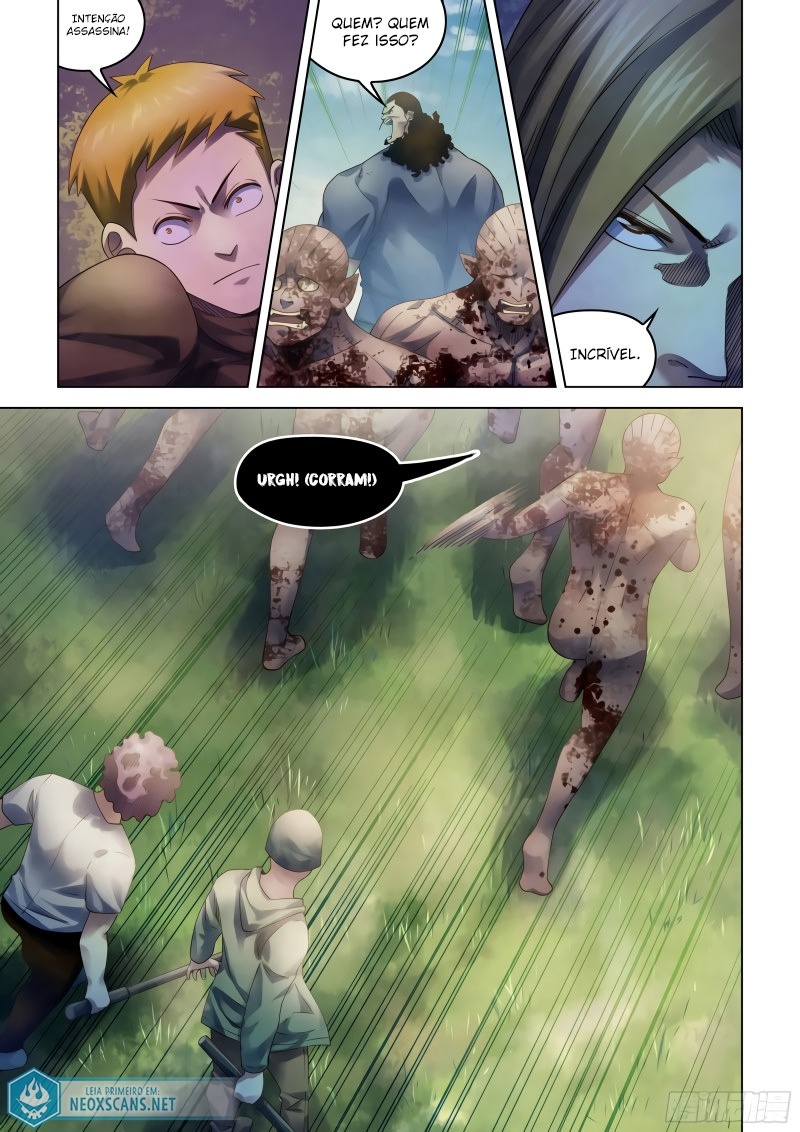 INTENÇÃO
ASSASSINA!
QUEM? QUEM
FEZ ISSO?
INCRÍVEL.
URGH! (CORRAM!)
LEIA PRIMEIRO EM:
NEOXSCANS.NET